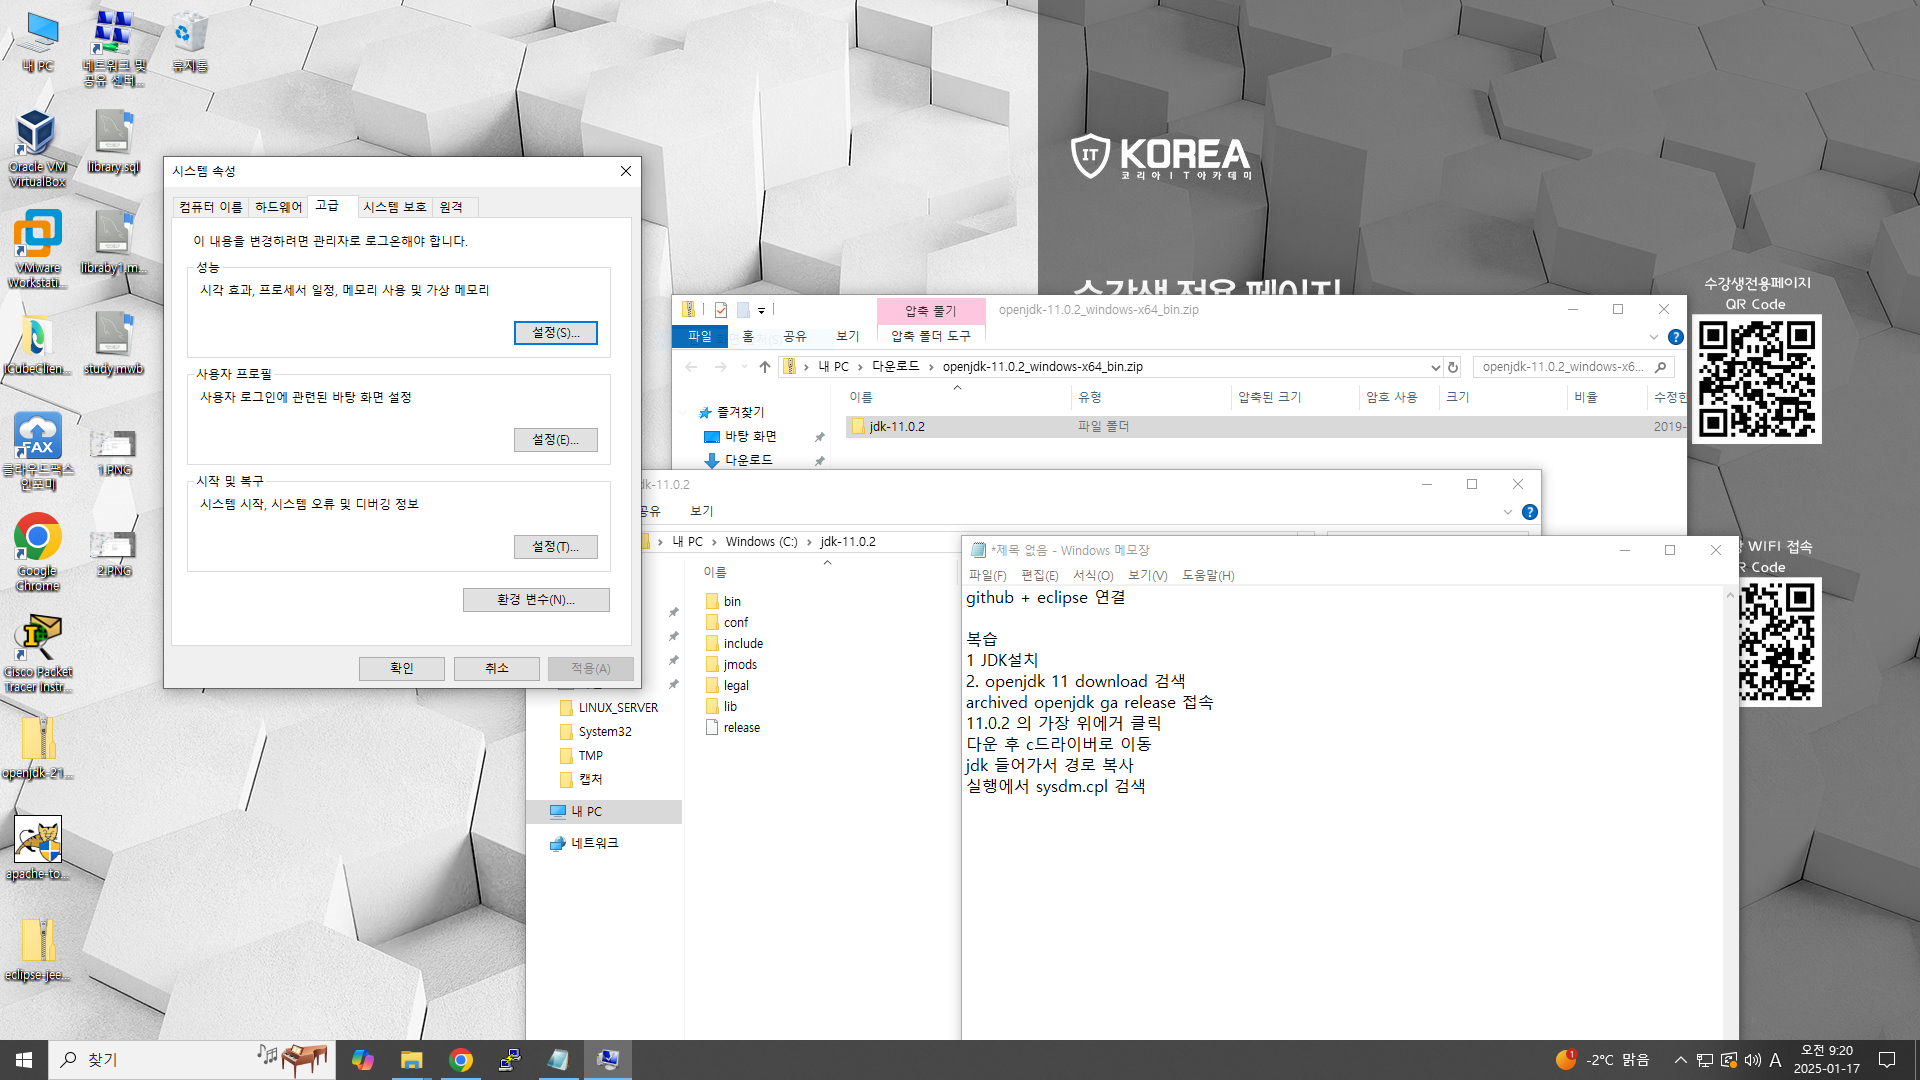 내 PC
네트워크 및
공유 센터...
휴지통
Oracle VM
VirtualBox
library.sql
VMware
Workstati...
libraby1.m...
iCubeClien...
study.mwb
FAX
클라우드팩스
인포미
1.PNG
Google
Chrome
2.PNG
Cisco Packet
Tracer Instr...
openjdk-21...
apache-to...
eclipse-jee...
시스템 속성
컴퓨터 이름
하드웨어
고급
시스템 보호
원격
이 내용을 변경하려면 관리자로 로그온해야 합니다.
성능
시각 효과, 프로세서 일정, 메모리 사용 및 가상 메모리
설정(S)...
사용자 프로필
사용자 로그인에 관련된 바탕 화면 설정
설정(E)...
시작 및 복구
시스템 시작, 시스템 오류 및 디버깅 정보
설정(T)...
환경 변수(N)...
확인
취소
적용(A)
IT KOREA
코리아IT아카데미
수강생 전용 페이지
수강생전용페이지
QR Code
WIFI 접속
R Code
압축 풀기
openjdk-11.0.2_windows-x64_bin.zip
파일
홈
공유
보기
압축 폴더 도구
내 PC
다운로드
openjdk-11.0.2_windows-x64_bin.zip
openjdk-11.0.2_windows-x6...
이름
유형
압축된 크기
암호 사용
크기
비율
수정한
즐겨찾기
바탕 화면
다운로드
jdk-11.0.2
파일 폴더
2019-
dk-11.0.2
공유
보기
내 PC
Windows (C:)
jdk-11.0.2
이름
bin
conf
include
jmods
legal
lib
release
LINUX_SERVER
System32
TMP
캡처
내 PC
네트워크
*제목 없음 - Windows 메모장
파일(F)
편집(E)
서식(O)
보기(V)
도움말(H)
github + eclipse 연결
복습
1 JDK설치
2. openjdk 11 download 검색
archived openjdk ga release 접속
11.0.2 의 가장 위에거 클릭
다운 후 c드라이버로 이동
jdk 들어가서 경로 복사
실행에서 sysdm.cpl 검색
찾기
1
-2°C 맑음
A
오전 9:20
2025-01-17